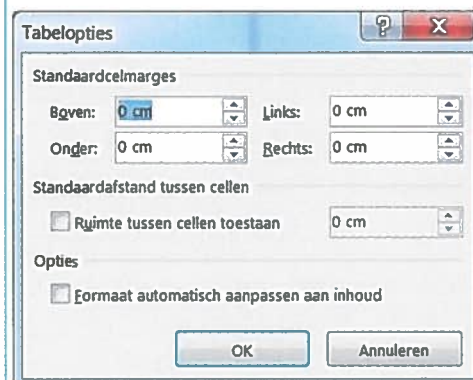 Tabelopties
Standaardcelmarges
Boven: 0 cm Links: 0 cm
Onder: 0 cm Rechts: 0 cm
Standaardafstand tussen cellen
Ruimte tussen cellen toestaan 0 cm
Opties
Formaat automatisch aanpassen aan inhoud
OK Annuleren